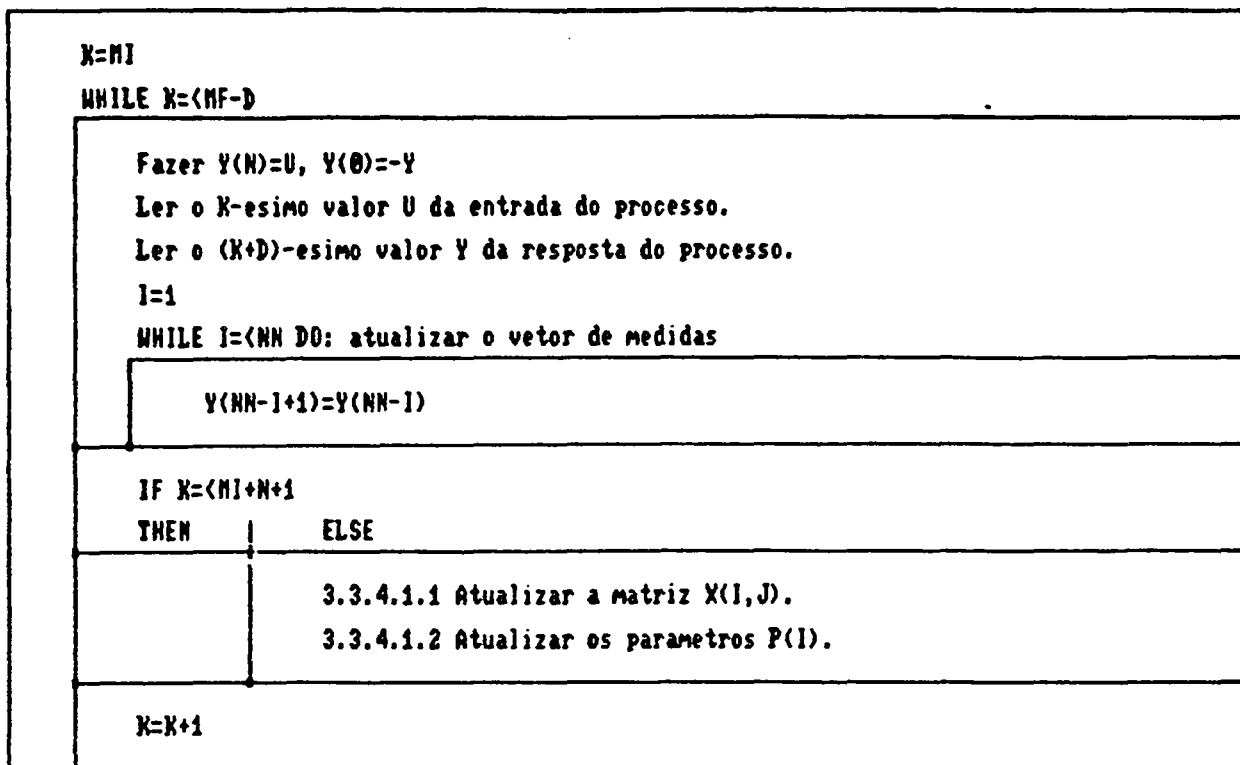 K=MI
WHILE K=<MF-D
Fazer Y(N)=U, Y(0)=-Y
Ler o K-esimo valor U da entrada do processo.
Ler o (K+D)-esimo valor Y da resposta do processo.
I=1
WHILE I=<NN DO: atualizar o vetor de medidas
Y(NN-I+1)=Y(NN-I)
IF K=<MI+N+1
THEN | ELSE
3.3.4.1.1 Atualizar a matriz X(I,J).
3.3.4.1.2 Atualizar os parametros P(I).
K=K+1